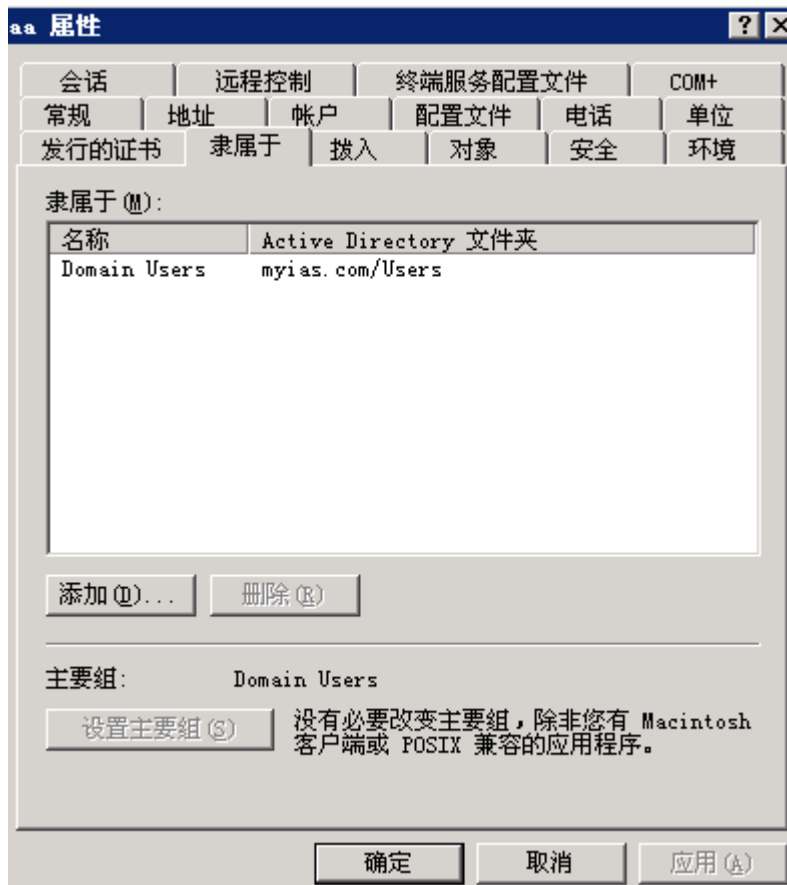 aa 属性
会话 远程控制 终端服务配置文件 COM+
常规 地址 帐户 配置文件 电话 单位
发行的证书 隶属于 拨入 对象 安全 环境
隶属于(M):
名称 Active Directory 文件夹
Domain Users myias.com/Users
添加(D)... 删除(R)
主要组: Domain Users
设置主要组(S) 没有必要改变主要组，除非您有 Macintosh
客户端或 POSIX 兼容的应用程序。
确定 取消 应用(A)